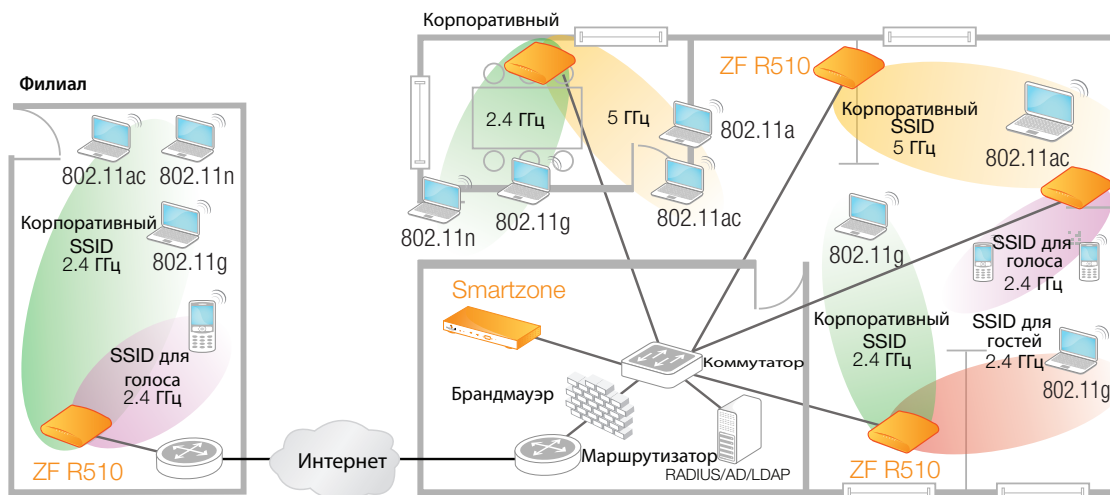 Филиал
802.11ac
802.11n
Корпоративный
SSID
2.4 ГГц
802.11g
SSID для
голоса
2.4 ГГц
ZF R510
Интернет
Корпоративный
2.4 ГГц
5 ГГц
802.11a
802.11n
802.11g
802.11ac
ZF R510
Корпоративный
SSID
5 ГГц
802.11ac
802.11g
SSID для
голоса
2.4 ГГц
Smartzone
Коммутатор
Брандмауэр
Маршрутизатор
RADIUS/AD/LDAP
Корпоративный
SSID
2.4 ГГц
SSID для
гостей
2.4 ГГц
802.11g
ZF R510